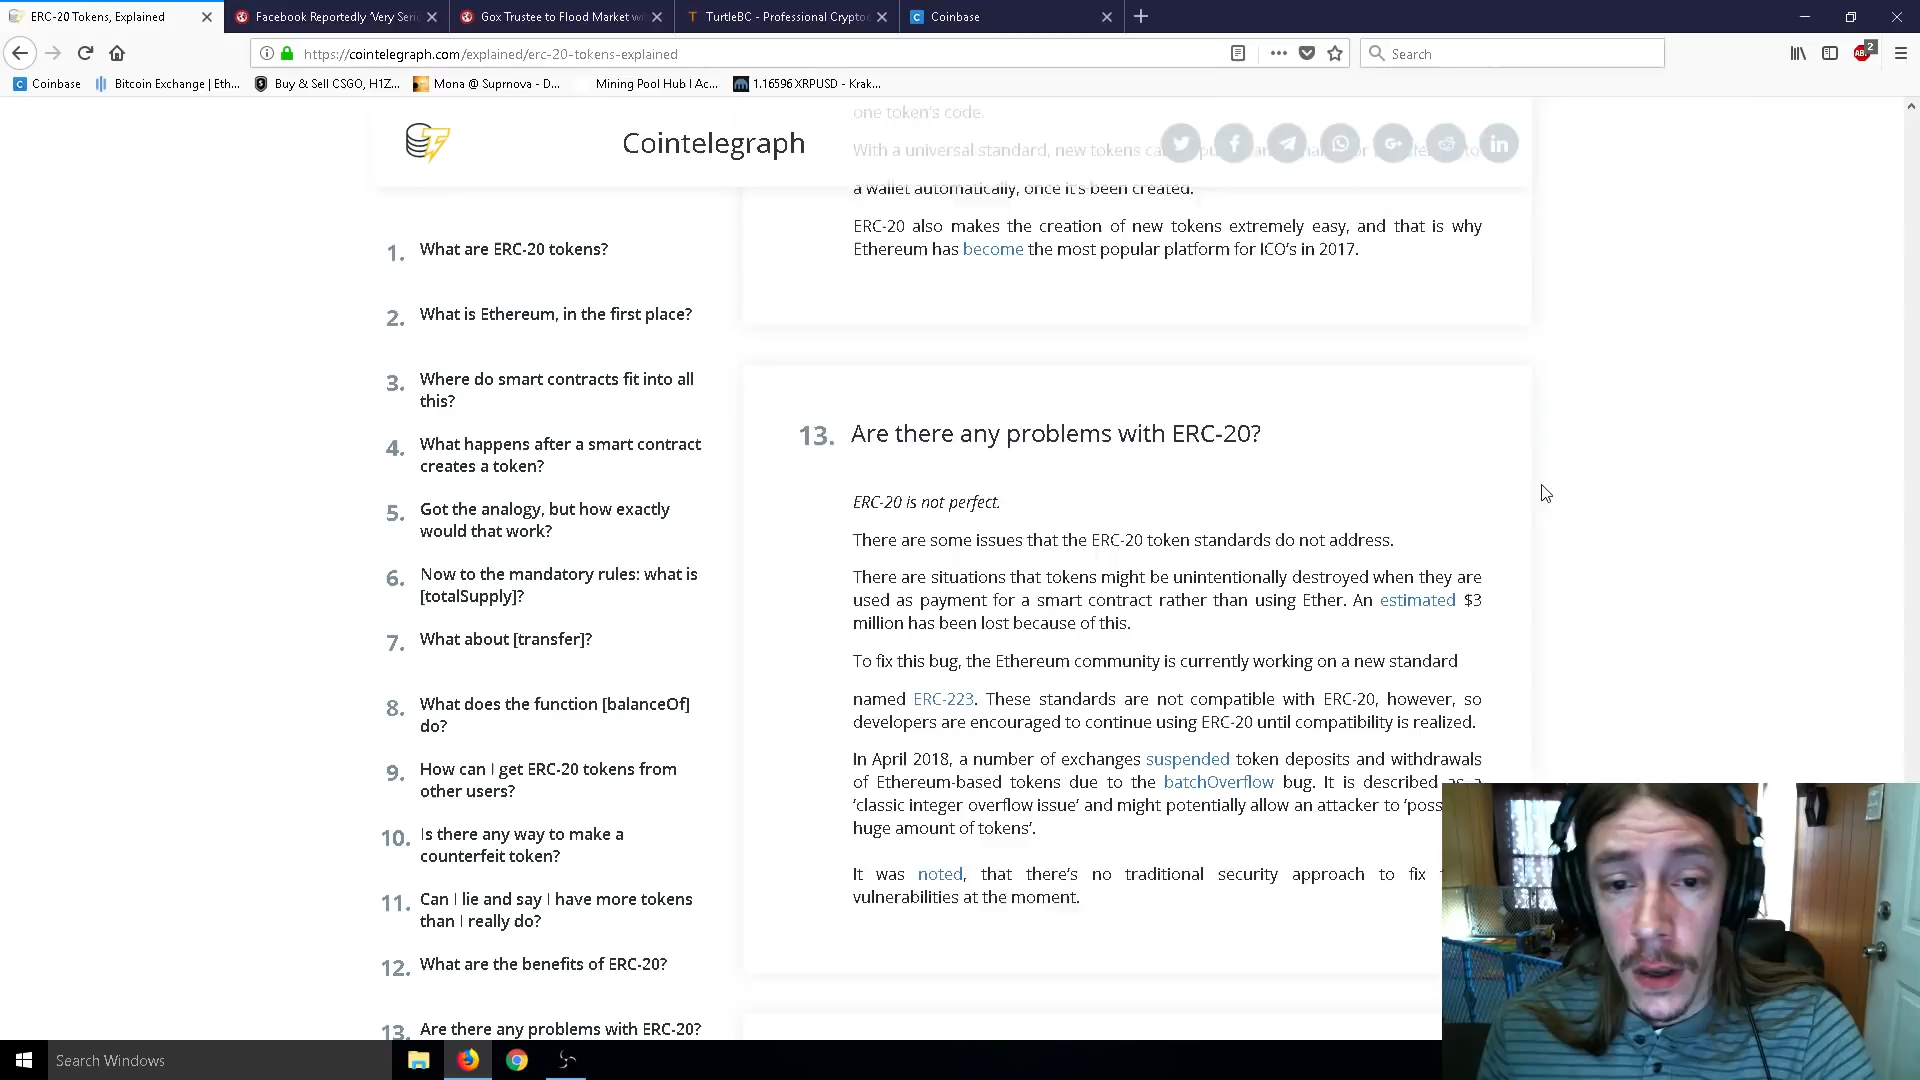 ERC-20 Tokens, Explained
Facebook Reportedly 'Very Seri
Gox Trustee to Flood Market wi
TurtleBC - Professional Crypto
Coinbase
https://cointelegraph.com/explained/erc-20-tokens-explained
Search
2
Coinbase
Bitcoin Exchange | Eth...
Buy & Sell CSGO, H1Z...
Mona @ Suprnova - D...
Mining Pool Hub | Ac...
1.16596 XRPUSD - Krak...
Cointelegraph
one token's code.
With a universal standard, new tokens
a wallet automatically, once it's been created.
ERC-20 also makes the creation of new tokens extremely easy, and that is why
Ethereum has become the most popular platform for ICO's in 2017.
1. What are ERC-20 tokens?
2. What is Ethereum, in the first place?
3. Where do smart contracts fit into all
this?
4. What happens after a smart contract
creates a token?
5. Got the analogy, but how exactly
would that work?
6. Now to the mandatory rules: what is
[totalSupply]?
7. What about [transfer]?
8. What does the function [balanceOf]
do?
9. How can I get ERC-20 tokens from
other users?
10. Is there any way to make a
counterfeit token?
11. Can I lie and say I have more tokens
than I really do?
12. What are the benefits of ERC-20?
13. Are there any problems with ERC-20?
13. Are there any problems with ERC-20?
ERC-20 is not perfect.
There are some issues that the ERC-20 token standards do not address.
There are situations that tokens might be unintentionally destroyed when they are
used as payment for a smart contract rather than using Ether. An estimated $3
million has been lost because of this.
To fix this bug, the Ethereum community is currently working on a new standard
named ERC-223. These standards are not compatible with ERC-20, however, so
developers are encouraged to continue using ERC-20 until compatibility is realized.
In April 2018, a number of exchanges suspended token deposits and withdrawals
of Ethereum-based tokens due to the batchOverflow bug. It is described as a
'classic integer overflow issue' and might potentially allow an attacker to 'poss
huge amount of tokens'.
It was noted, that there's no traditional security approach to fix
vulnerabilities at the moment.
Search Windows